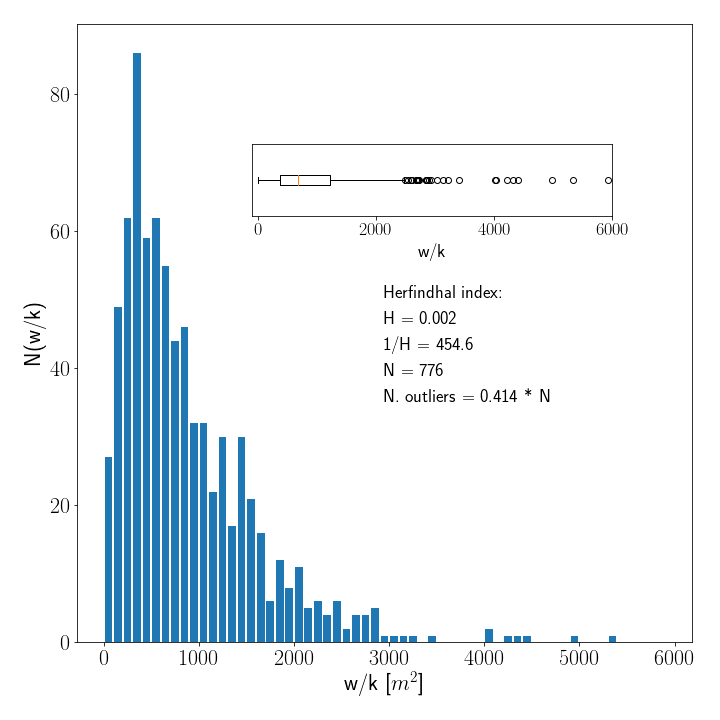 80
60
40
20
0
N(w/k)
0 2000 4000 6000
w/k
Herfindhal index:
H = 0.002
1/H = 454.6
N = 776
N. outliers = 0.414 * N
0 1000 2000 3000 4000 5000 6000
w/k [m²]